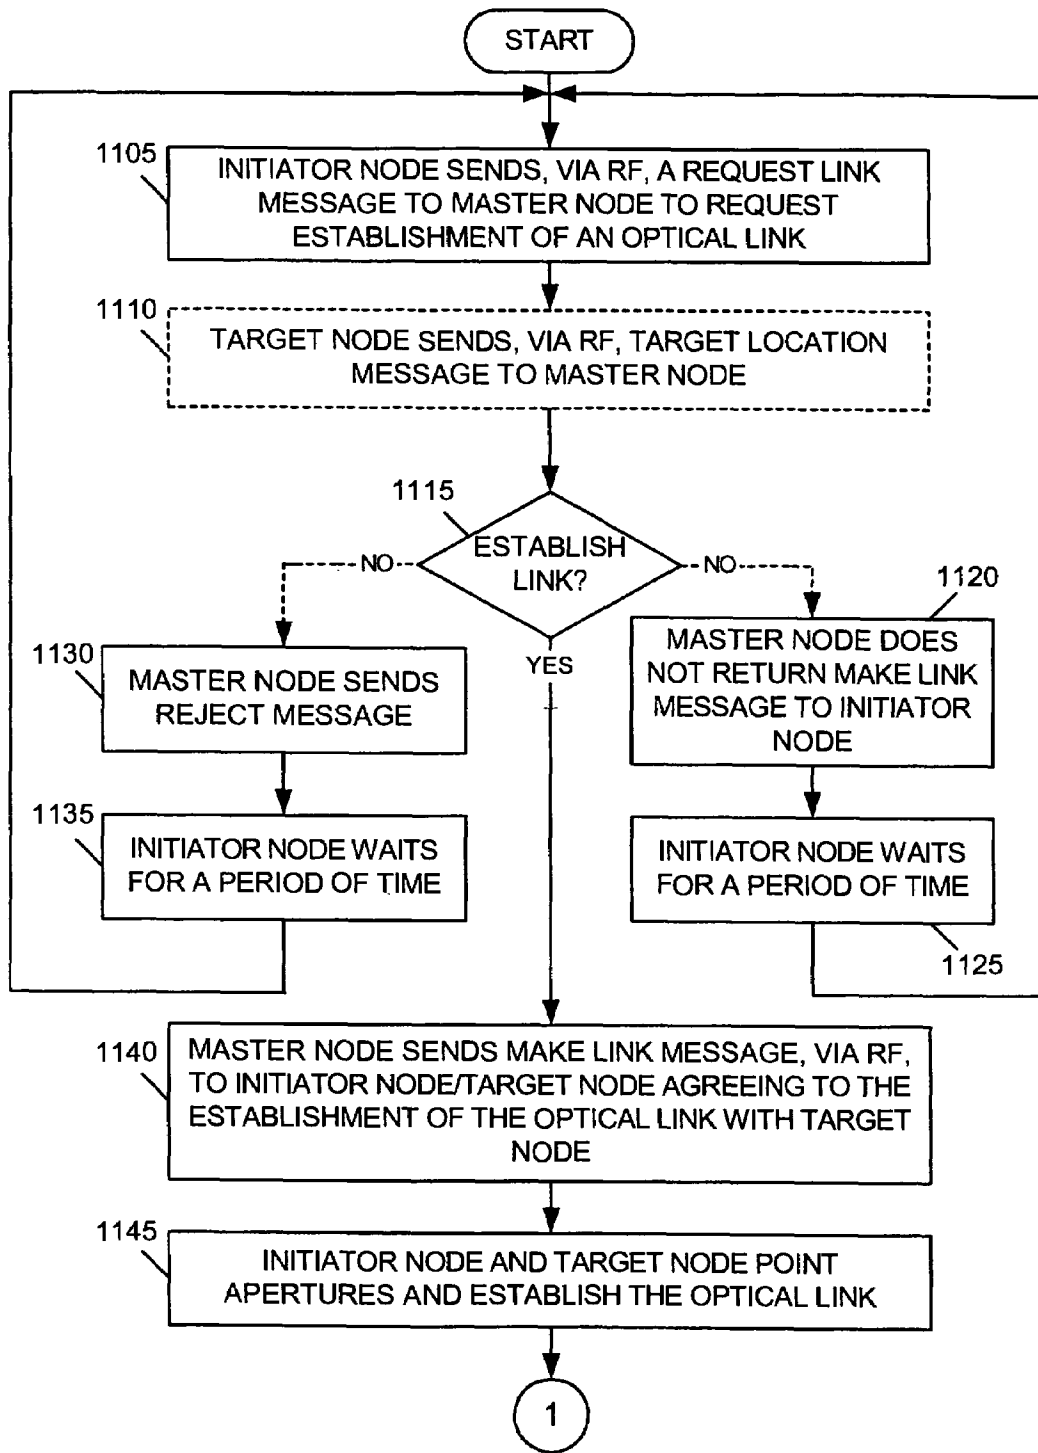 START
1105
INITIATOR NODE SENDS, VIA RF, A REQUEST LINK
MESSAGE TO MASTER NODE TO REQUEST
ESTABLISHMENT OF AN OPTICAL LINK
1110
TARGET NODE SENDS, VIA RF, TARGET LOCATION
MESSAGE TO MASTER NODE
1115
ESTABLISH
LINK?
NO
NO
YES
1130
MASTER NODE SENDS
REJECT MESSAGE
1120
MASTER NODE DOES
NOT RETURN MAKE LINK
MESSAGE TO INITIATOR
NODE
1135
INITIATOR NODE WAITS
FOR A PERIOD OF TIME
INITIATOR NODE WAITS
FOR A PERIOD OF TIME
1125
1140
MASTER NODE SENDS MAKE LINK MESSAGE, VIA RF,
TO INITIATOR NODE/TARGET NODE AGREEING TO THE
ESTABLISHMENT OF THE OPTICAL LINK WITH TARGET
NODE
1145
INITIATOR NODE AND TARGET NODE POINT
APERTURES AND ESTABLISH THE OPTICAL LINK
1